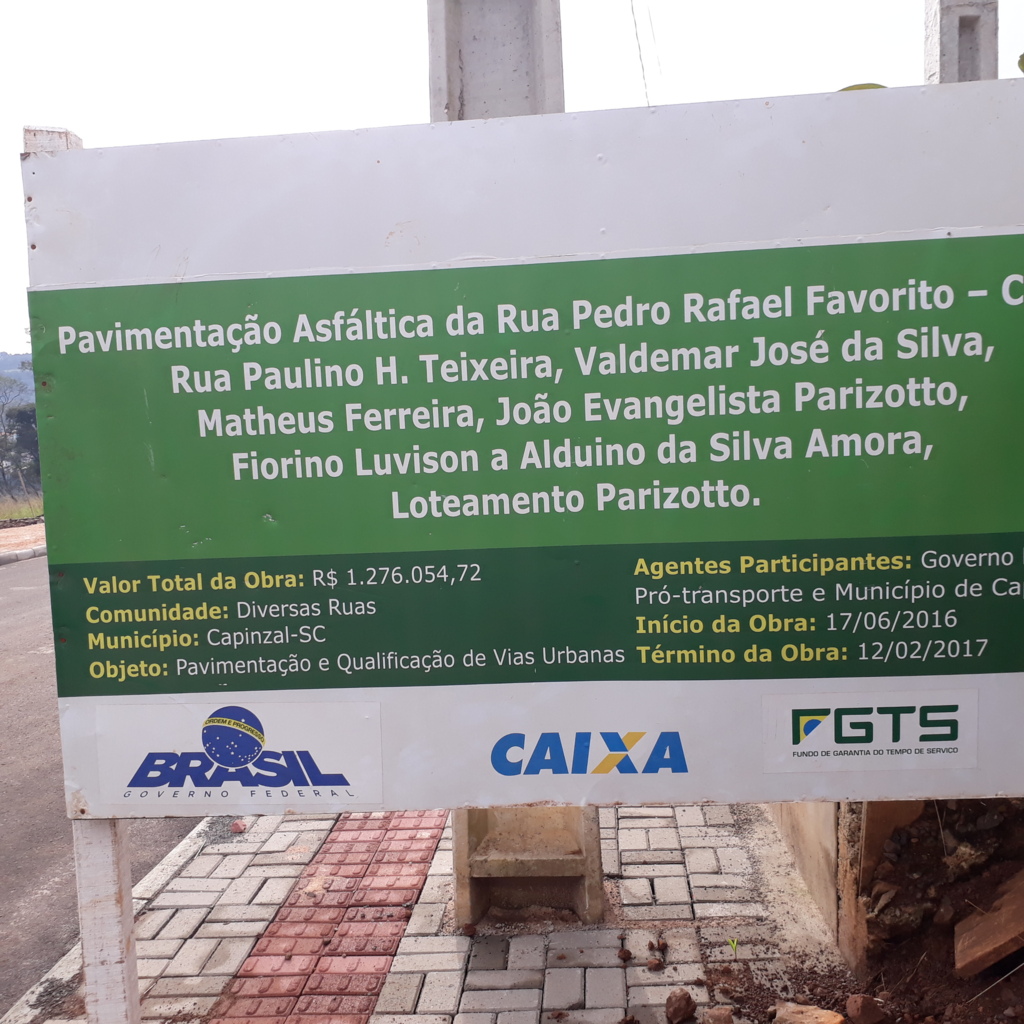 Pavimentação Asfáltica da Rua Pedro Rafael Favorito –
Rua Paulino H. Teixeira, Valdemar José da Silva,
Matheus Ferreira, João Evangelista Parizotto,
Fiorino Luvison a Alduino da Silva Amora,
Loteamento Parizotto.
Valor Total da Obra: R$ 1.276.054,72
Comunidade: Diversas Ruas
Município: Capinzal-SC
Objeto: Pavimentação e Qualificação de Vias Urbanas
Agentes Participantes: Governo
Pró-transporte e Município de
Início da Obra: 17/06/2016
Término da Obra: 12/02/2017
ORDEM E PROGRESSO
BRASIL
GOVERNO FEDERAL
CAIXA
FGTS
FUNDO DE GARANTIA DO TEMPO DE SERVIÇO